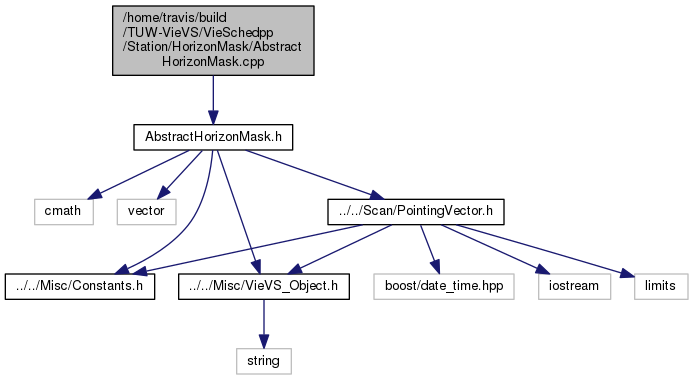 /home/travis/build
/TUW-VieVS/VieSchedpp
/Station/HorizonMask/Abstract
HorizonMask.cpp
AbstractHorizonMask.h
cmath
vector
../../Scan/PointingVector.h
../../Misc/Constants.h
../../Misc/VieVS_Object.h
boost/date_time.hpp
iostream
limits
string